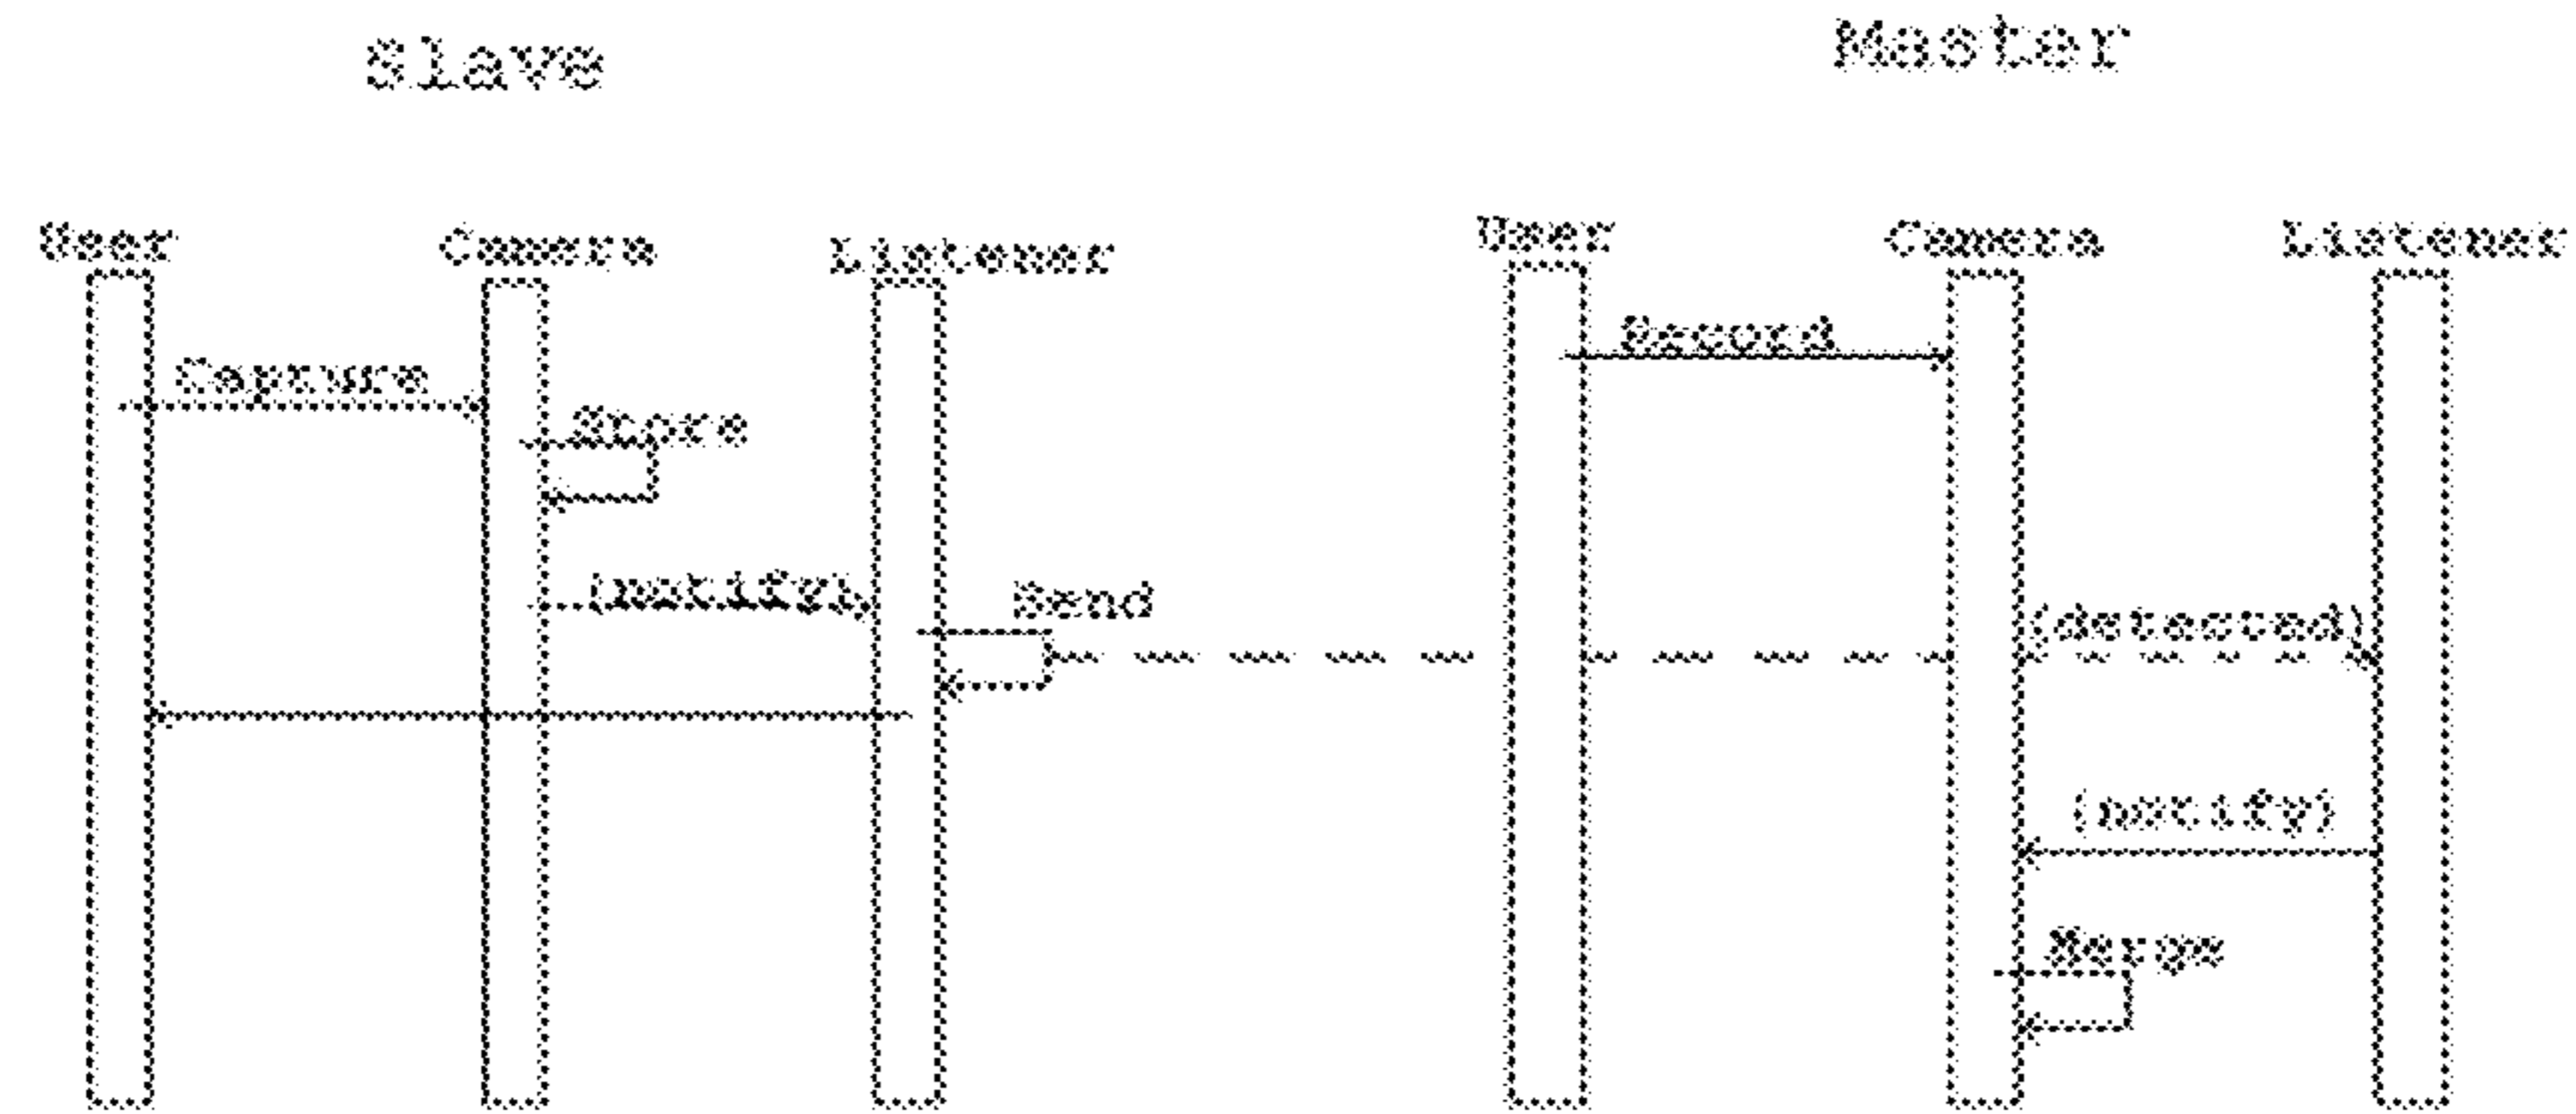 Slave
Master
User
Camera
Listener
User
Camera
Listener
Record
Capture
Store
(notify)
Send
(detected)
(notify)
Merge